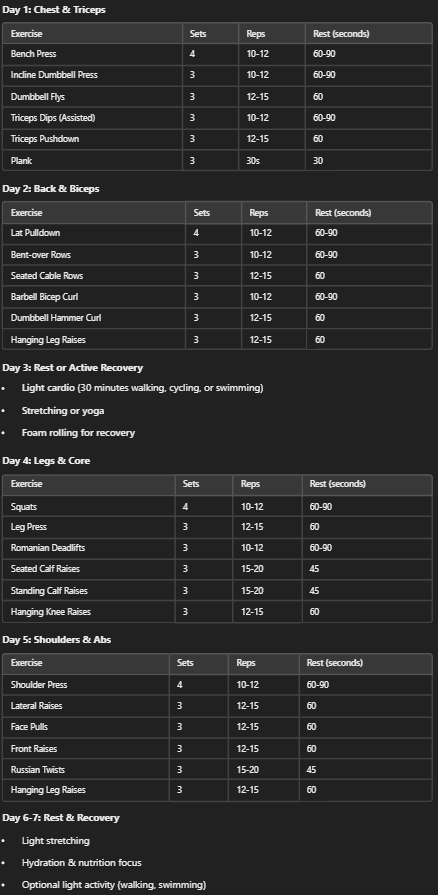 Day 1: Chest & Triceps
Exercise Sets Reps Rest (seconds)
Bench Press 4 10-12 60-90
Incline Dumbbell Press 3 10-12 60-90
Dumbbell Flys 3 12-15 60
Triceps Dips (Assisted) 3 10-12 60-90
Triceps Pushdown 3 12-15 60
Plank 3 30s 30
Day 2: Back & Biceps
Exercise Sets Reps Rest (seconds)
Lat Pulldown 4 10-12 60-90
Bent-over Rows 3 10-12 60-90
Seated Cable Rows 3 12-15 60
Barbell Bicep Curl 3 10-12 60-90
Dumbbell Hammer Curl 3 12-15 60
Hanging Leg Raises 3 12-15 60
Day 3: Rest or Active Recovery
• Light cardio (30 minutes walking, cycling, or swimming)
• Stretching or yoga
• Foam rolling for recovery
Day 4: Legs & Core
Exercise Sets Reps Rest (seconds)
Squats 4 10-12 60-90
Leg Press 3 12-15 60
Romanian Deadlifts 3 10-12 60-90
Seated Calf Raises 3 15-20 45
Standing Calf Raises 3 15-20 45
Hanging Knee Raises 3 12-15 60
Day 5: Shoulders & Abs
Exercise Sets Reps Rest (seconds)
Shoulder Press 4 10-12 60-90
Lateral Raises 3 12-15 60
Face Pulls 3 12-15 60
Front Raises 3 12-15 60
Russian Twists 3 15-20 45
Hanging Leg Raises 3 12-15 60
Day 6-7: Rest & Recovery
• Light stretching
• Hydration & nutrition focus
• Optional light activity (walking, swimming)